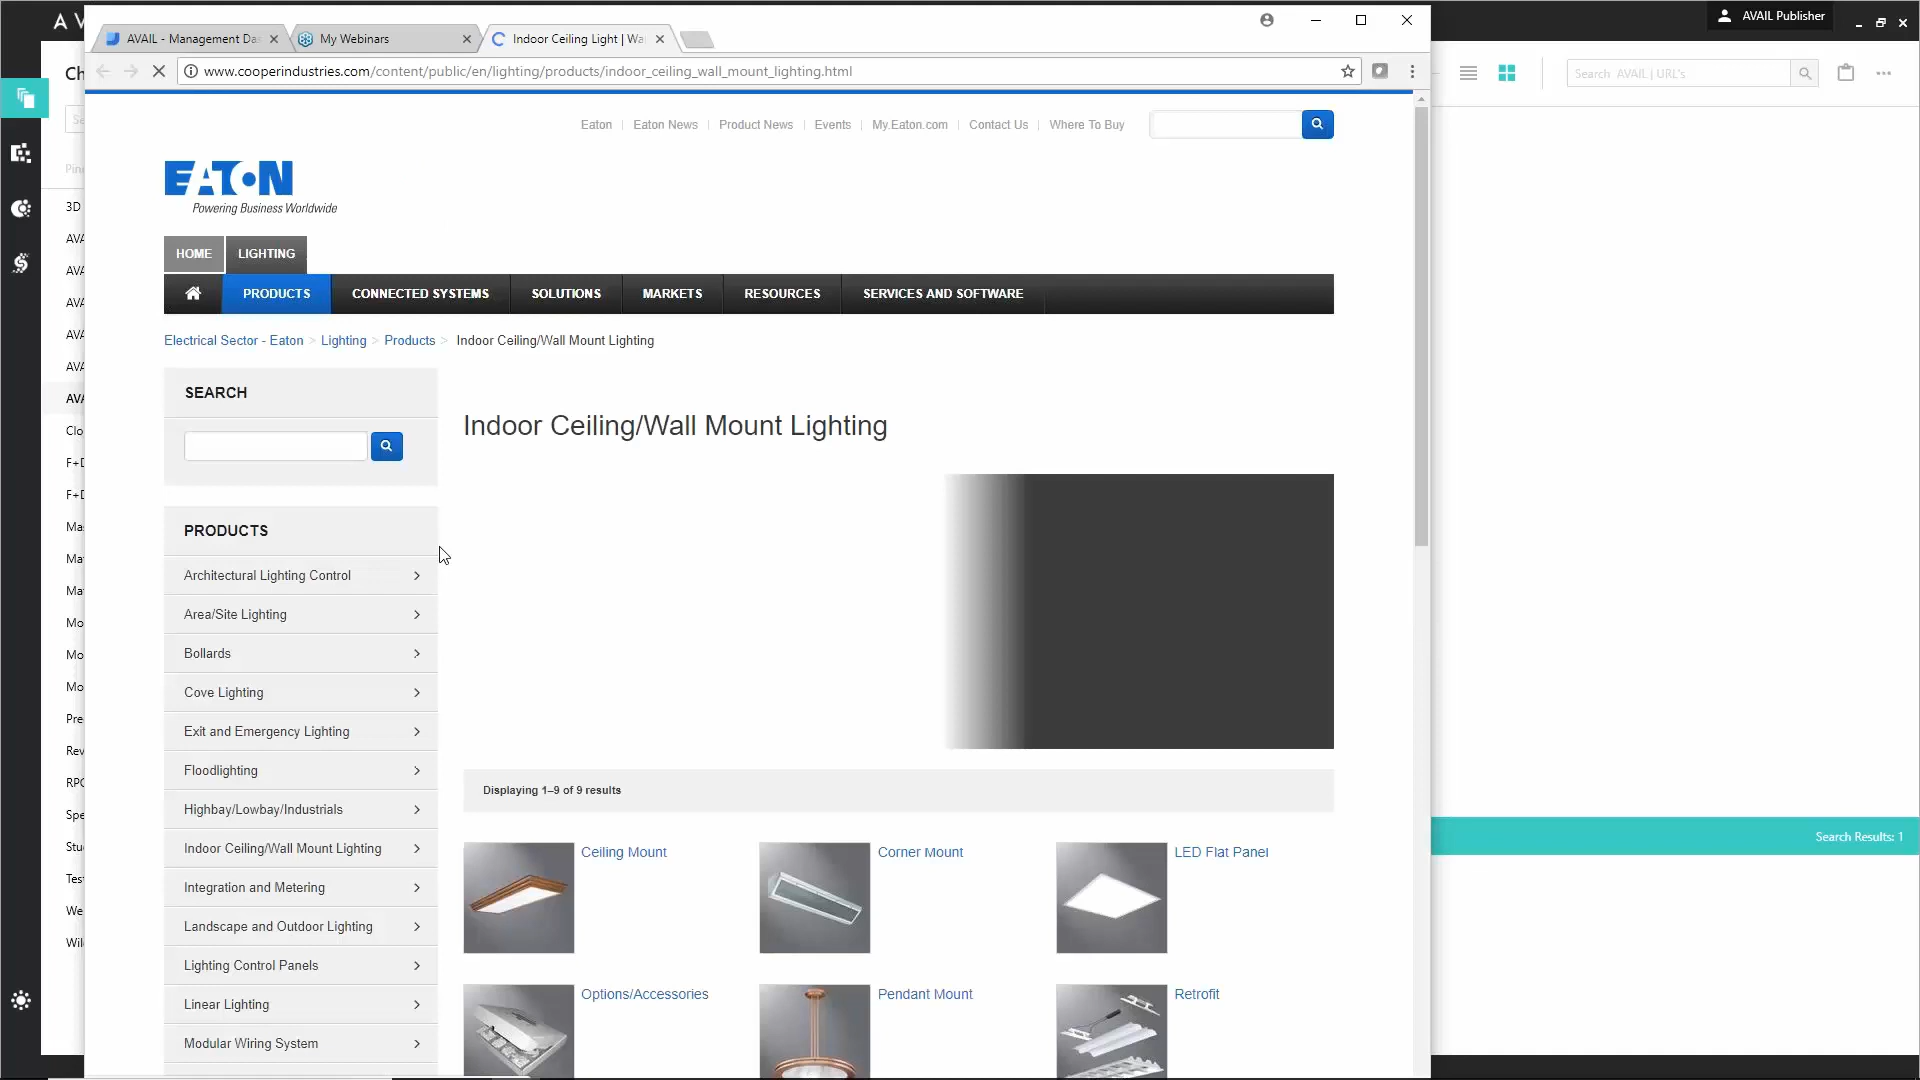 AVAIL Publisher
AVAIL - Management Da
My Webinars
Indoor Ceiling Light | Wa
www.cooperindustries.com/content/public/en/lighting/products/indoor_ceiling_wall_mount_lighting.html
Search AVAIL | URL's
Eaton
Eaton News
Product News
Events
My.Eaton.com
Contact Us
Where To Buy
EATON
Powering Business Worldwide
HOME
LIGHTING
PRODUCTS
CONNECTED SYSTEMS
SOLUTIONS
MARKETS
RESOURCES
SERVICES AND SOFTWARE
Electrical Sector - Eaton > Lighting > Products > Indoor Ceiling/Wall Mount Lighting
SEARCH
Indoor Ceiling/Wall Mount Lighting
PRODUCTS
Architectural Lighting Control
Area/Site Lighting
Bollards
Cove Lighting
Exit and Emergency Lighting
Floodlighting
Highbay/Lowbay/Industrials
Indoor Ceiling/Wall Mount Lighting
Integration and Metering
Landscape and Outdoor Lighting
Lighting Control Panels
Linear Lighting
Modular Wiring System
Displaying 1–9 of 9 results
Ceiling Mount
Corner Mount
LED Flat Panel
Options/Accessories
Pendant Mount
Retrofit
Search Results: 1
3D